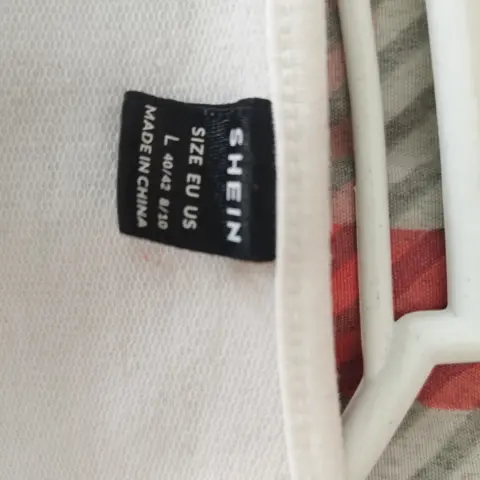 SHEIN
SIZE EU US
L 40/42 8/10
MADE IN CHINA